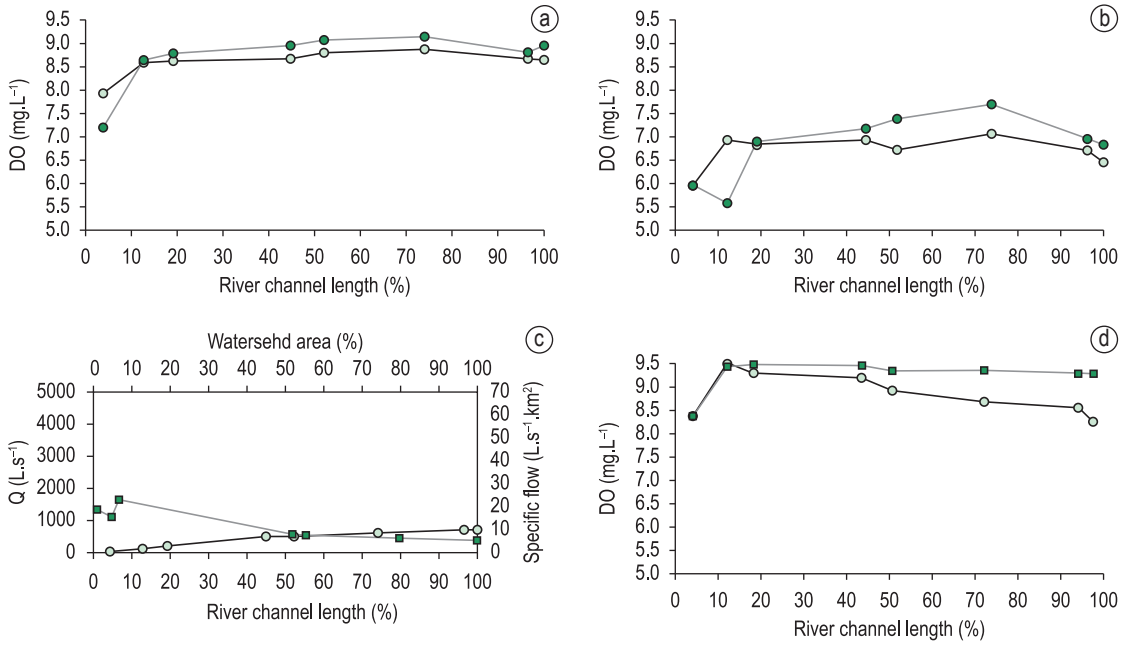 a
9.5
9.0
8.5
8.0
7.5
7.0
6.5
6.0
5.5
5.0
DO (mg.L⁻¹)
0 10 20 30 40 50 60 70 80 90 100
River channel length (%)
b
9.5
9.0
8.5
8.0
7.5
7.0
6.5
6.0
5.5
5.0
DO (mg.L⁻¹)
0 10 20 30 40 50 60 70 80 90 100
River channel length (%)
c
Watersehd area (%)
0 10 20 30 40 50 60 70 80 90 100
5000
4000
3000
2000
1000
0
Q (L.s⁻¹)
70
60
50
40
30
20
10
0
Specific flow (L.s⁻¹.km²)
0 10 20 30 40 50 60 70 80 90 100
River channel length (%)
d
9.5
9.0
8.5
8.0
7.5
7.0
9.5
6.0
5.5
5.0
DO (mg.L⁻¹)
0 10 20 30 40 50 60 70 80 90 100
River channel length (%)